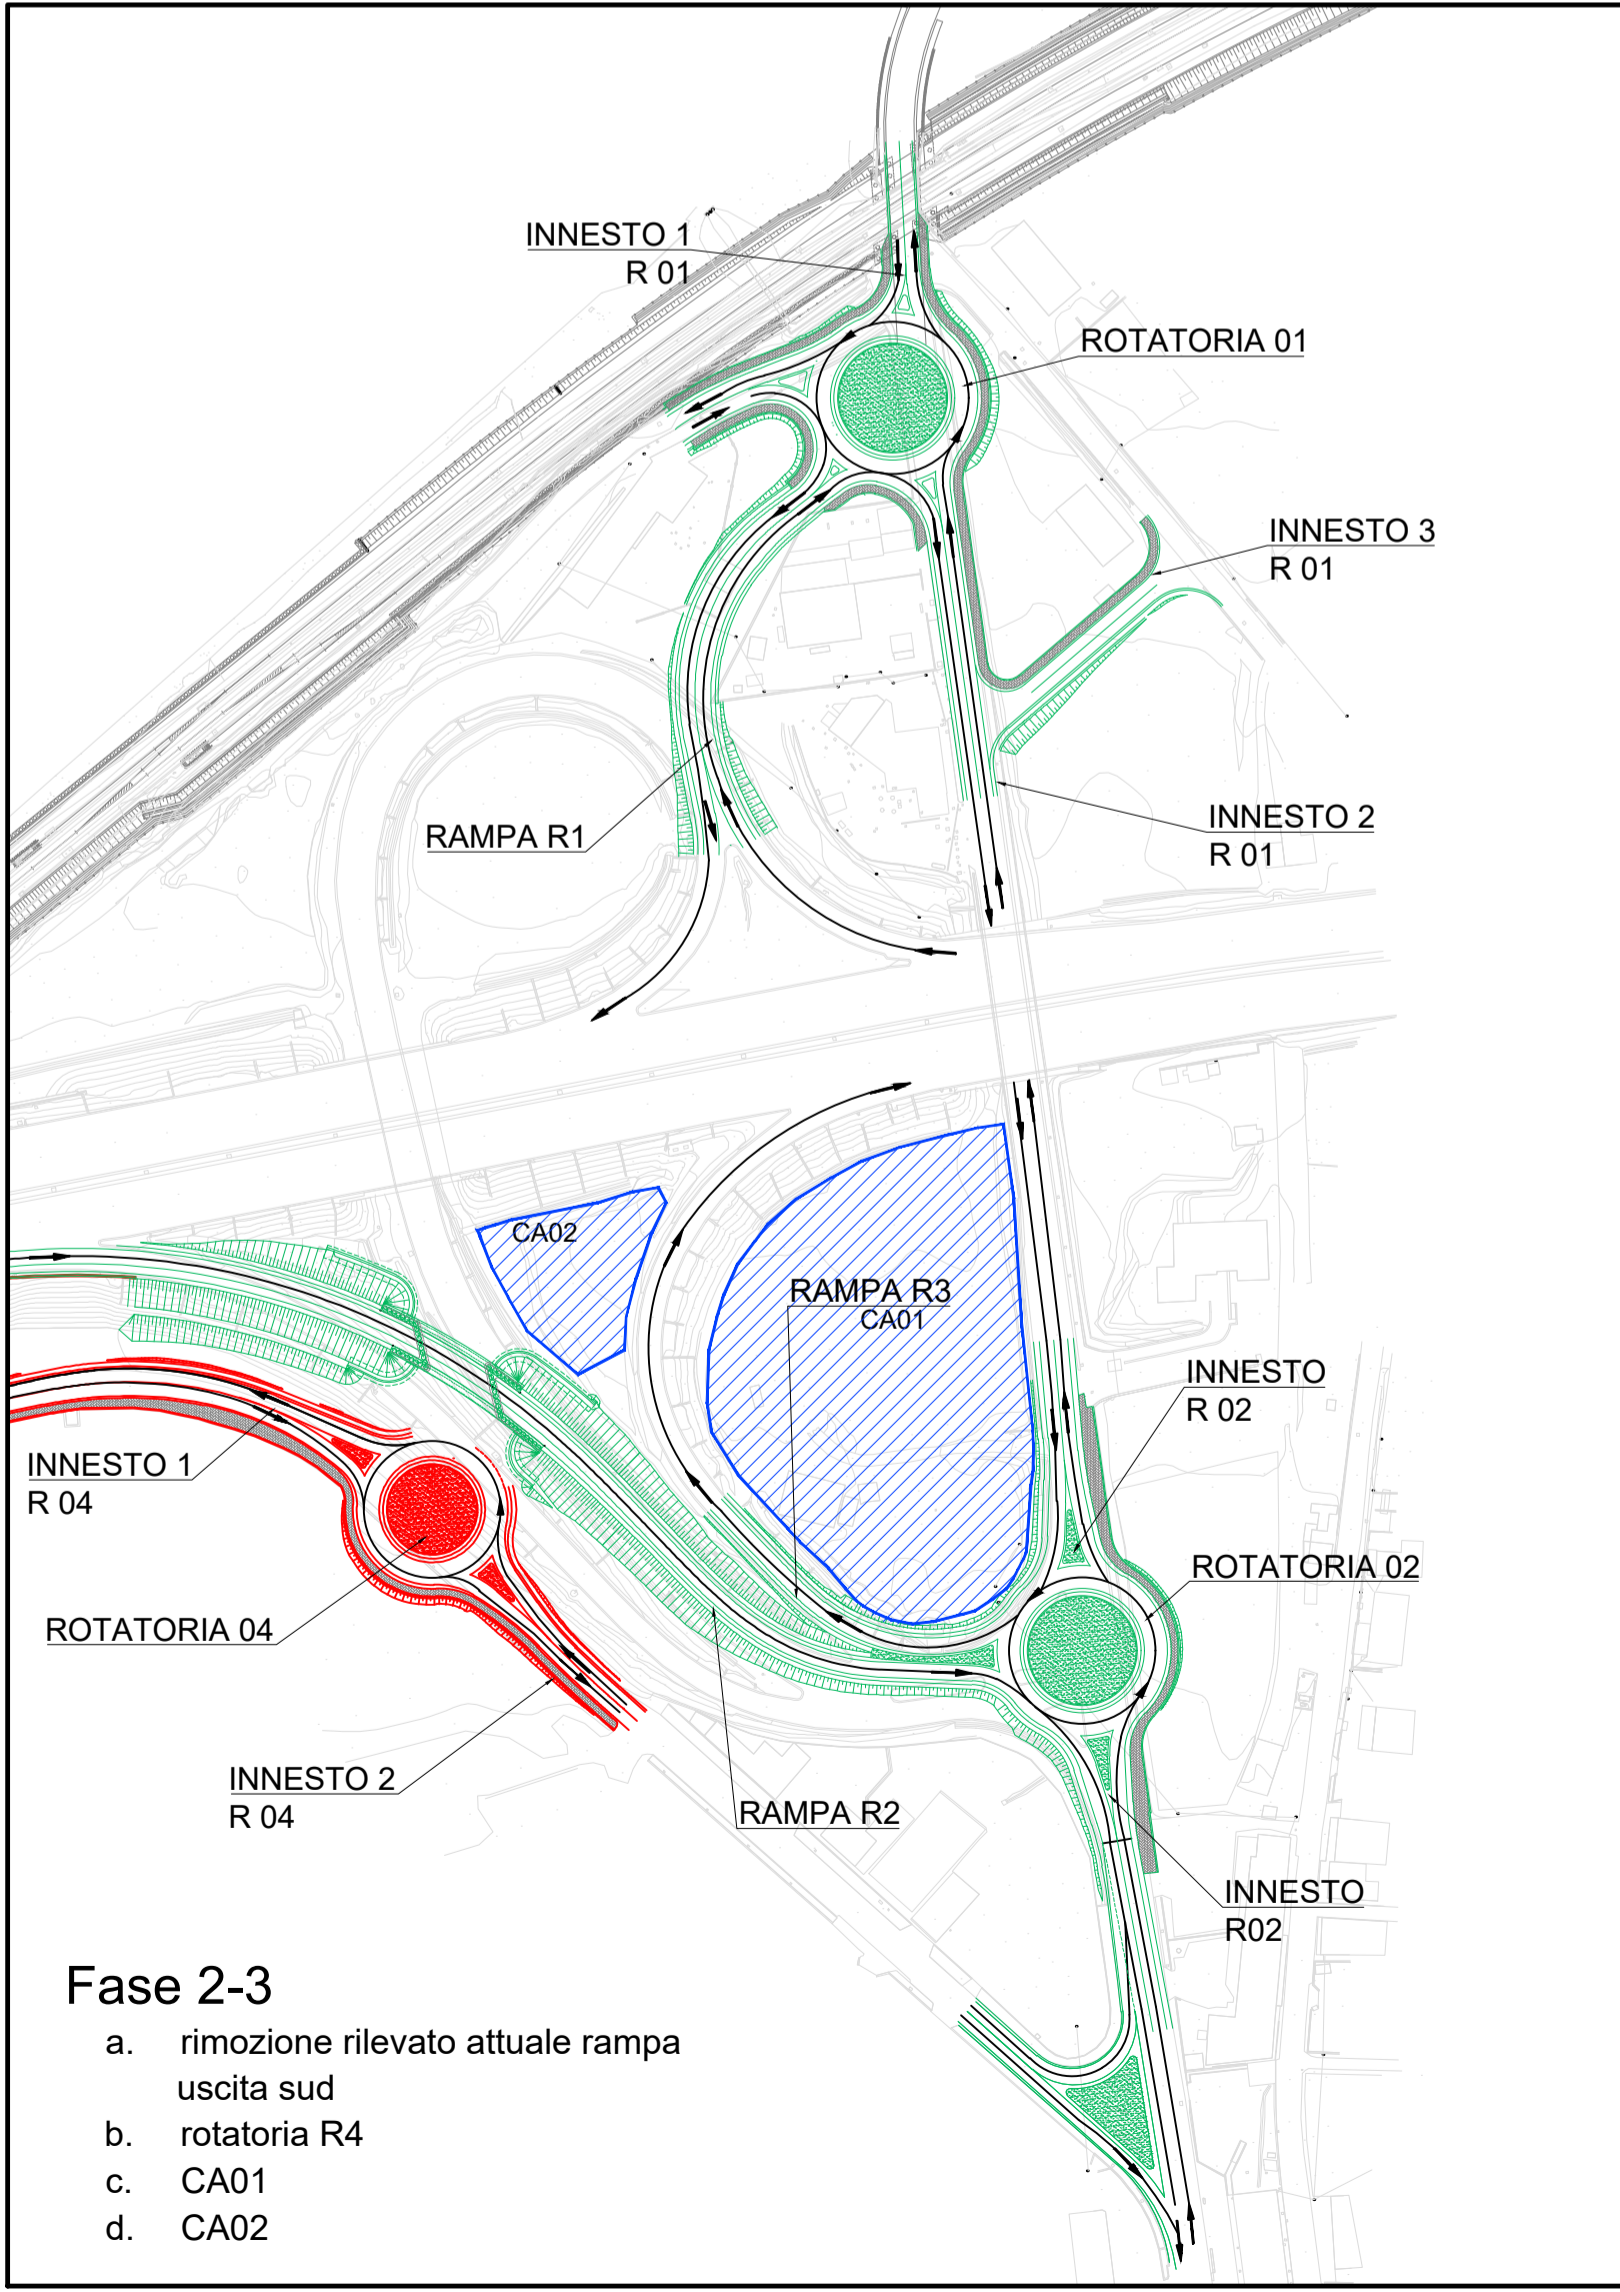 INNESTO 1
R 01
ROTATORIA 01
INNESTO 3
R 01
INNESTO 2
R 01
RAMPA R1
CA02
RAMPA R3
CA01
INNESTO
R 02
INNESTO 1
R 04
ROTATORIA 02
ROTATORIA 04
INNESTO 2
R 04
RAMPA R2
INNESTO
R02
Fase 2-3
a. rimozione rilevato attuale rampa
uscita sud
b. rotatoria R4
c. CA01
d. CA02